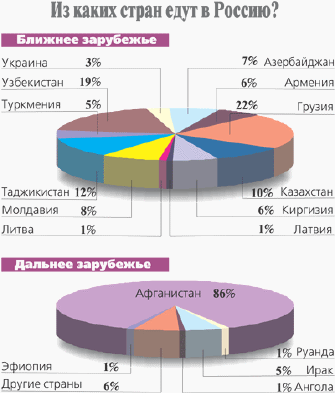 Из каких стран едут в Россию?
Ближнее зарубежье
Украина 3% 7% Азербайджан
Узбекистан 19% 6% Армения
Туркмения 5% 22% Грузия
Таджикистан 12% 10% Казахстан
Молдавия 8% 6% Киргизия
Литва 1% 1% Латвия
Дальнее зарубежье
Афганистан 86%
Эфиопия 1% 1% Руанда
Другие страны 6% 5% Ирак
1% Ангола